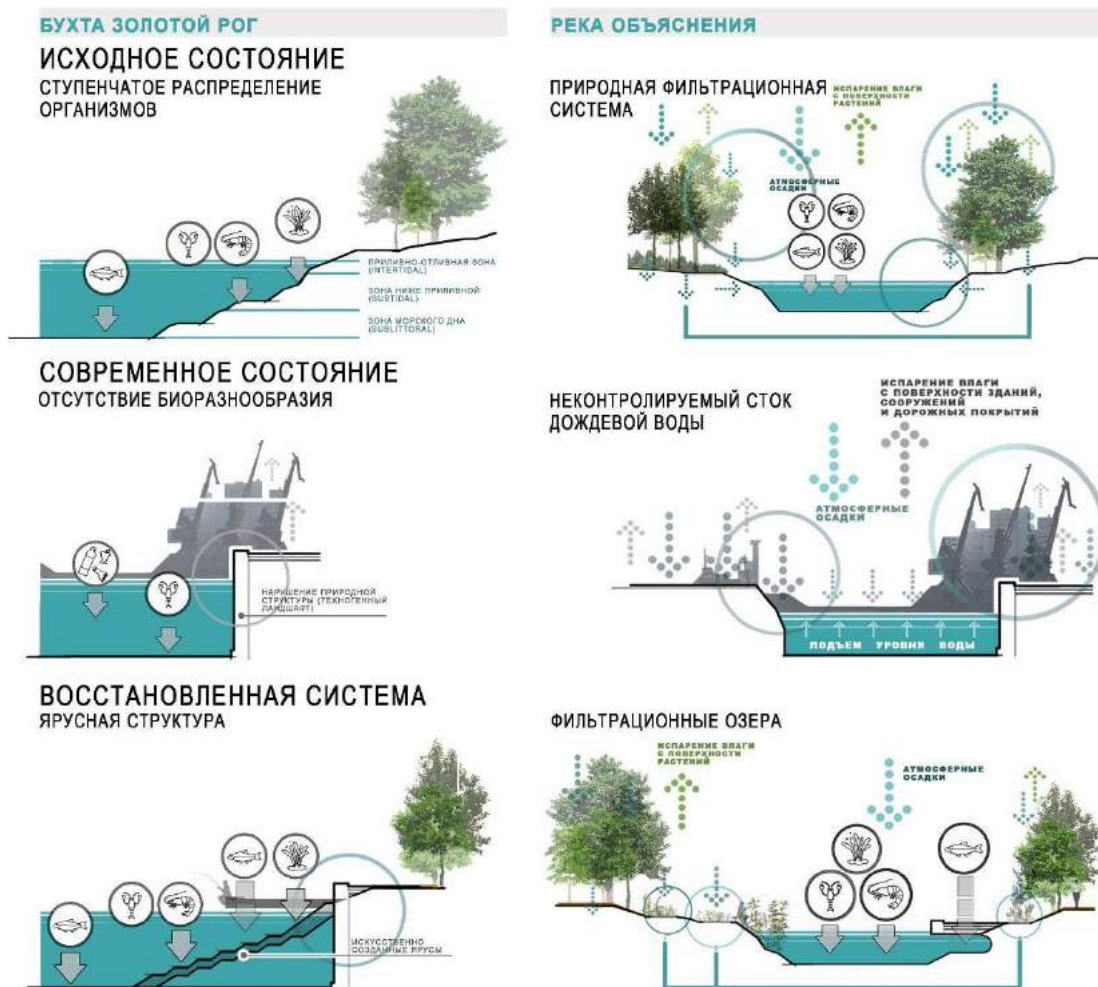 БУХТА ЗОЛОТОЙ РОГ
ИСХОДНОЕ СОСТОЯНИЕ
СТУПЕНЧАТОЕ РАСПРЕДЕЛЕНИЕ
ОРГАНИЗМОВ
ПРИЛИВНО-ОТЛИВНАЯ ЗОНА
(INTERTIDAL)
ЗОНА НИЖЕ ПРИЛИВНОЙ
(SUBTIDAL)
ЗОНА МОРСКОГО ДНА
(SUBLITTORAL)
РЕКА ОБЪЯСНЕНИЯ
ПРИРОДНАЯ ФИЛЬТРАЦИОННАЯ
СИСТЕМА
ИСПАРЕНИЕ ВЛАГИ
С ПОВЕРХНОСТИ
РАСТЕНИЙ
АТМОСФЕРНЫЕ
ОСАДКИ
СОВРЕМЕННОЕ СОСТОЯНИЕ
ОТСУТСТВИЕ БИОРАЗНООБРАЗИЯ
НАРУШЕНИЕ ПРИРОДНОЙ
СТРУКТУРЫ (ТЕХНОГЕННЫЙ
ЛАНДШАФТ)
НЕКОНТРОЛИРУЕМЫЙ СТОК
ДОЖДЕВОЙ ВОДЫ
ИСПАРЕНИЕ ВЛАГИ
С ПОВЕРХНОСТИ ЗДАНИЙ,
СООРУЖЕНИЙ
И ДОРОЖНЫХ ПОКРЫТИЙ
АТМОСФЕРНЫЕ
ОСАДКИ
ПОДЪЕМ УРОВНЯ ВОДЫ
ВОССТАНОВЛЕННАЯ СИСТЕМА
ЯРУСНАЯ СТРУКТУРА
ИСКУССТВЕННО
СОЗДАННЫЕ ЯРУСЫ
ФИЛЬТРАЦИОННЫЕ ОЗЕРА
ИСПАРЕНИЕ ВЛАГИ
С ПОВЕРХНОСТИ
РАСТЕНИЙ
АТМОСФЕРНЫЕ
ОСАДКИ